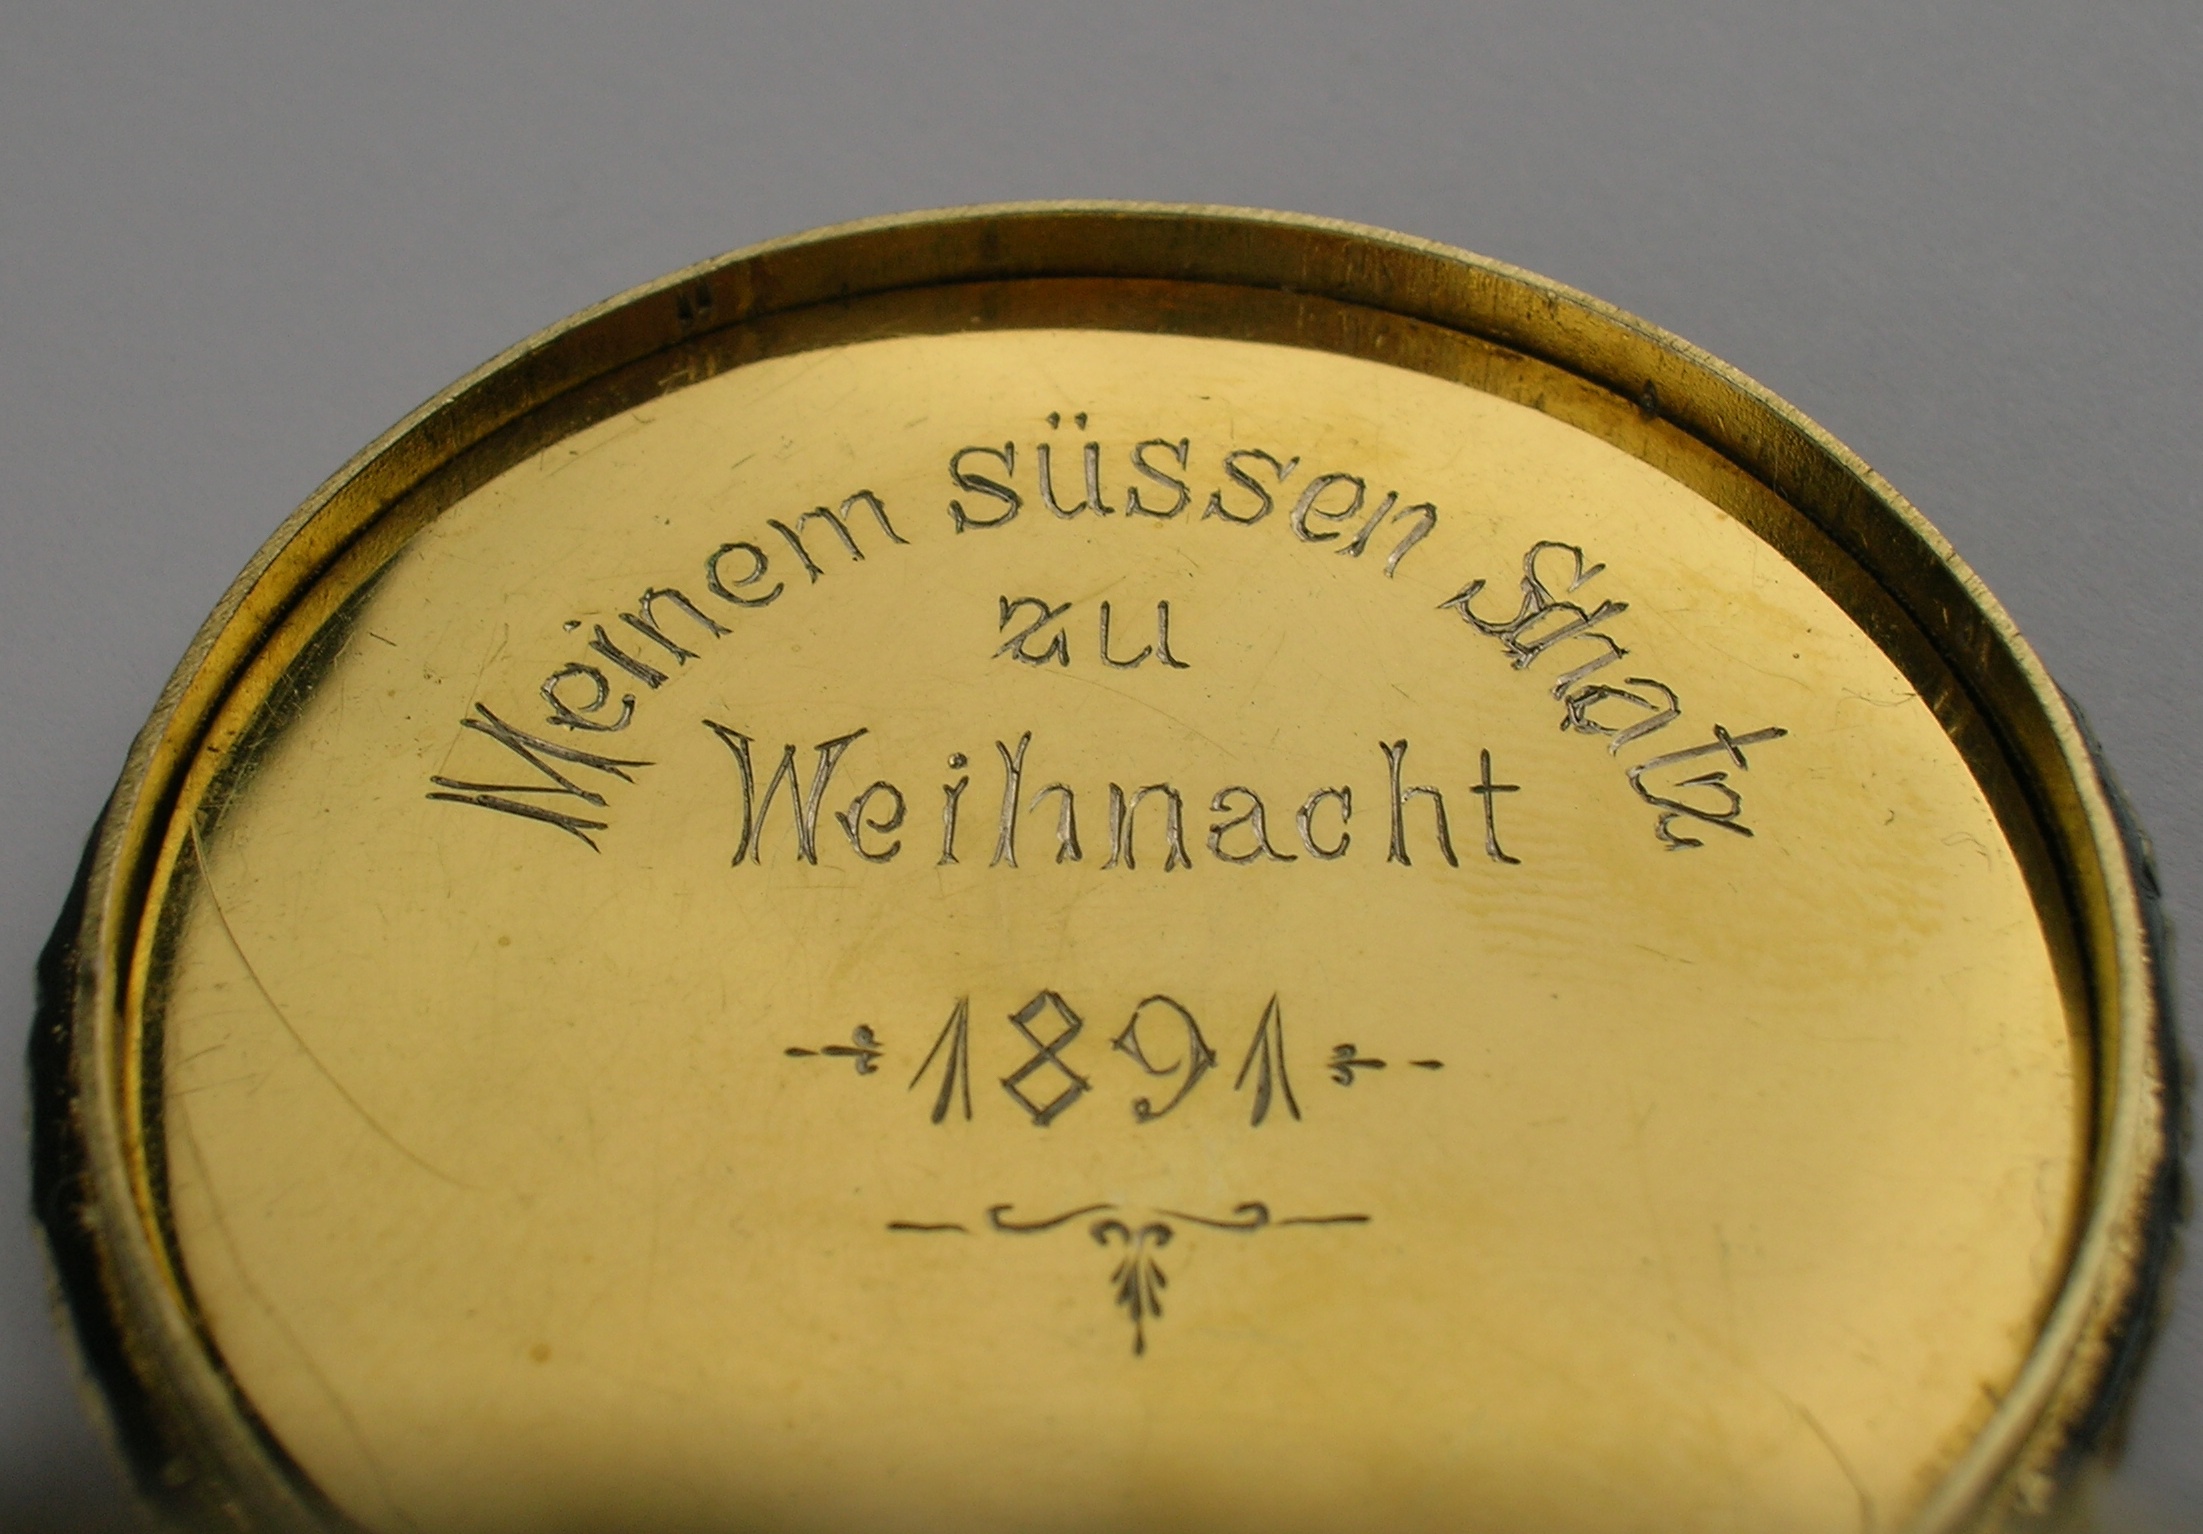 Meinem süssen Schatz
zu
Weihnacht
1891